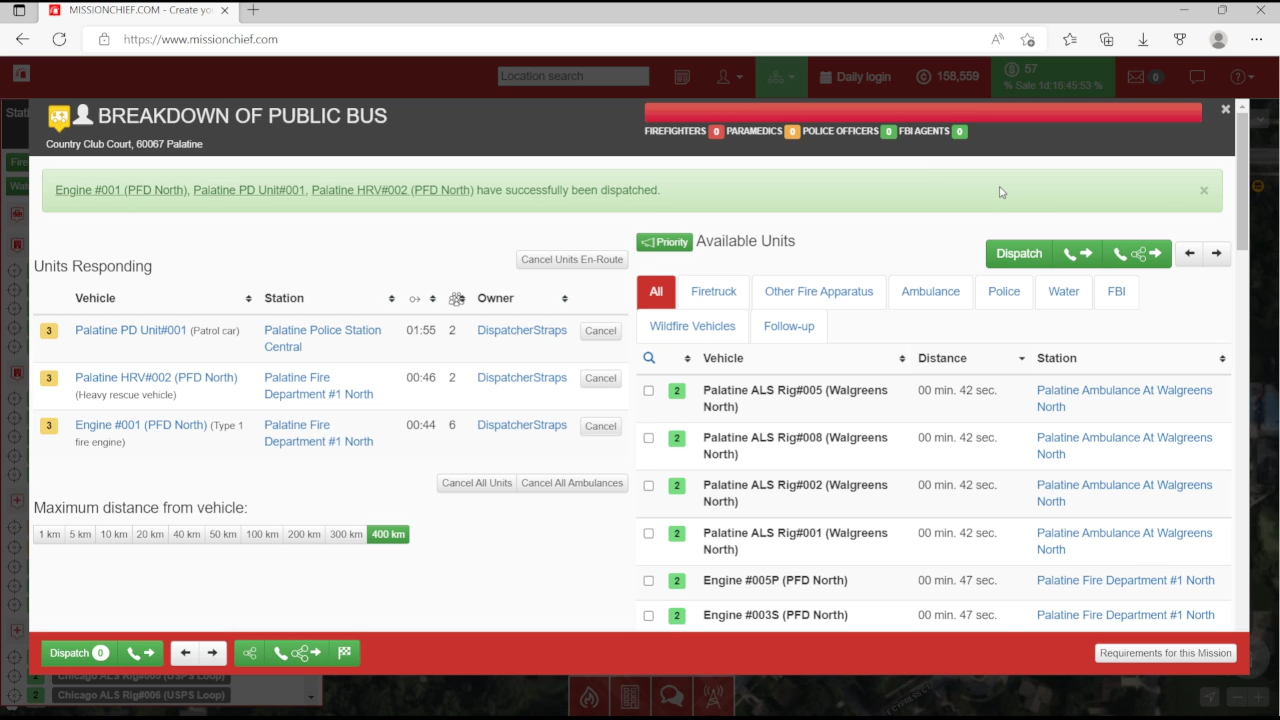 MISSIONCHIEF.COM - Create yo
https://www.missionchief.com
Location search
Daily login
158,559
57
% Sale 1d:16:45:53 %
0
BREAKDOWN OF PUBLIC BUS
Country Club Court, 60067 Palatine
FIREFIGHTERS 0 PARAMEDICS 0 POLICE OFFICERS 0 FBI AGENTS 0
Engine #001 (PFD North), Palatine PD Unit#001, Palatine HRV#002 (PFD North) have successfully been dispatched.
Units Responding
Cancel Units En-Route
Vehicle Station Owner
3 Palatine PD Unit#001 (Patrol car) Palatine Police Station Central 01:55 2 DispatcherStraps Cancel
3 Palatine HRV#002 (PFD North) (Heavy rescue vehicle) Palatine Fire Department #1 North 00:46 2 DispatcherStraps Cancel
3 Engine #001 (PFD North) (Type 1 fire engine) Palatine Fire Department #1 North 00:44 6 DispatcherStraps Cancel
Cancel All Units Cancel All Ambulances
Maximum distance from vehicle:
1 km 5 km 10 km 20 km 40 km 50 km 100 km 200 km 300 km 400 km
Priority Available Units
Dispatch
All Firetruck Other Fire Apparatus Ambulance Police Water FBI
Wildfire Vehicles Follow-up
Vehicle Distance Station
2 Palatine ALS Rig#005 (Walgreens North) 00 min. 42 sec. Palatine Ambulance At Walgreens North
2 Palatine ALS Rig#008 (Walgreens North) 00 min. 42 sec. Palatine Ambulance At Walgreens North
2 Palatine ALS Rig#002 (Walgreens North) 00 min. 42 sec. Palatine Ambulance At Walgreens North
2 Palatine ALS Rig#001 (Walgreens North) 00 min. 42 sec. Palatine Ambulance At Walgreens North
2 Engine #005P (PFD North) 00 min. 47 sec. Palatine Fire Department #1 North
2 Engine #003S (PFD North) 00 min. 47 sec. Palatine Fire Department #1 North
Dispatch 0
Requirements for this Mission
2 Chicago ALS Rig#006 (USPS Loop)